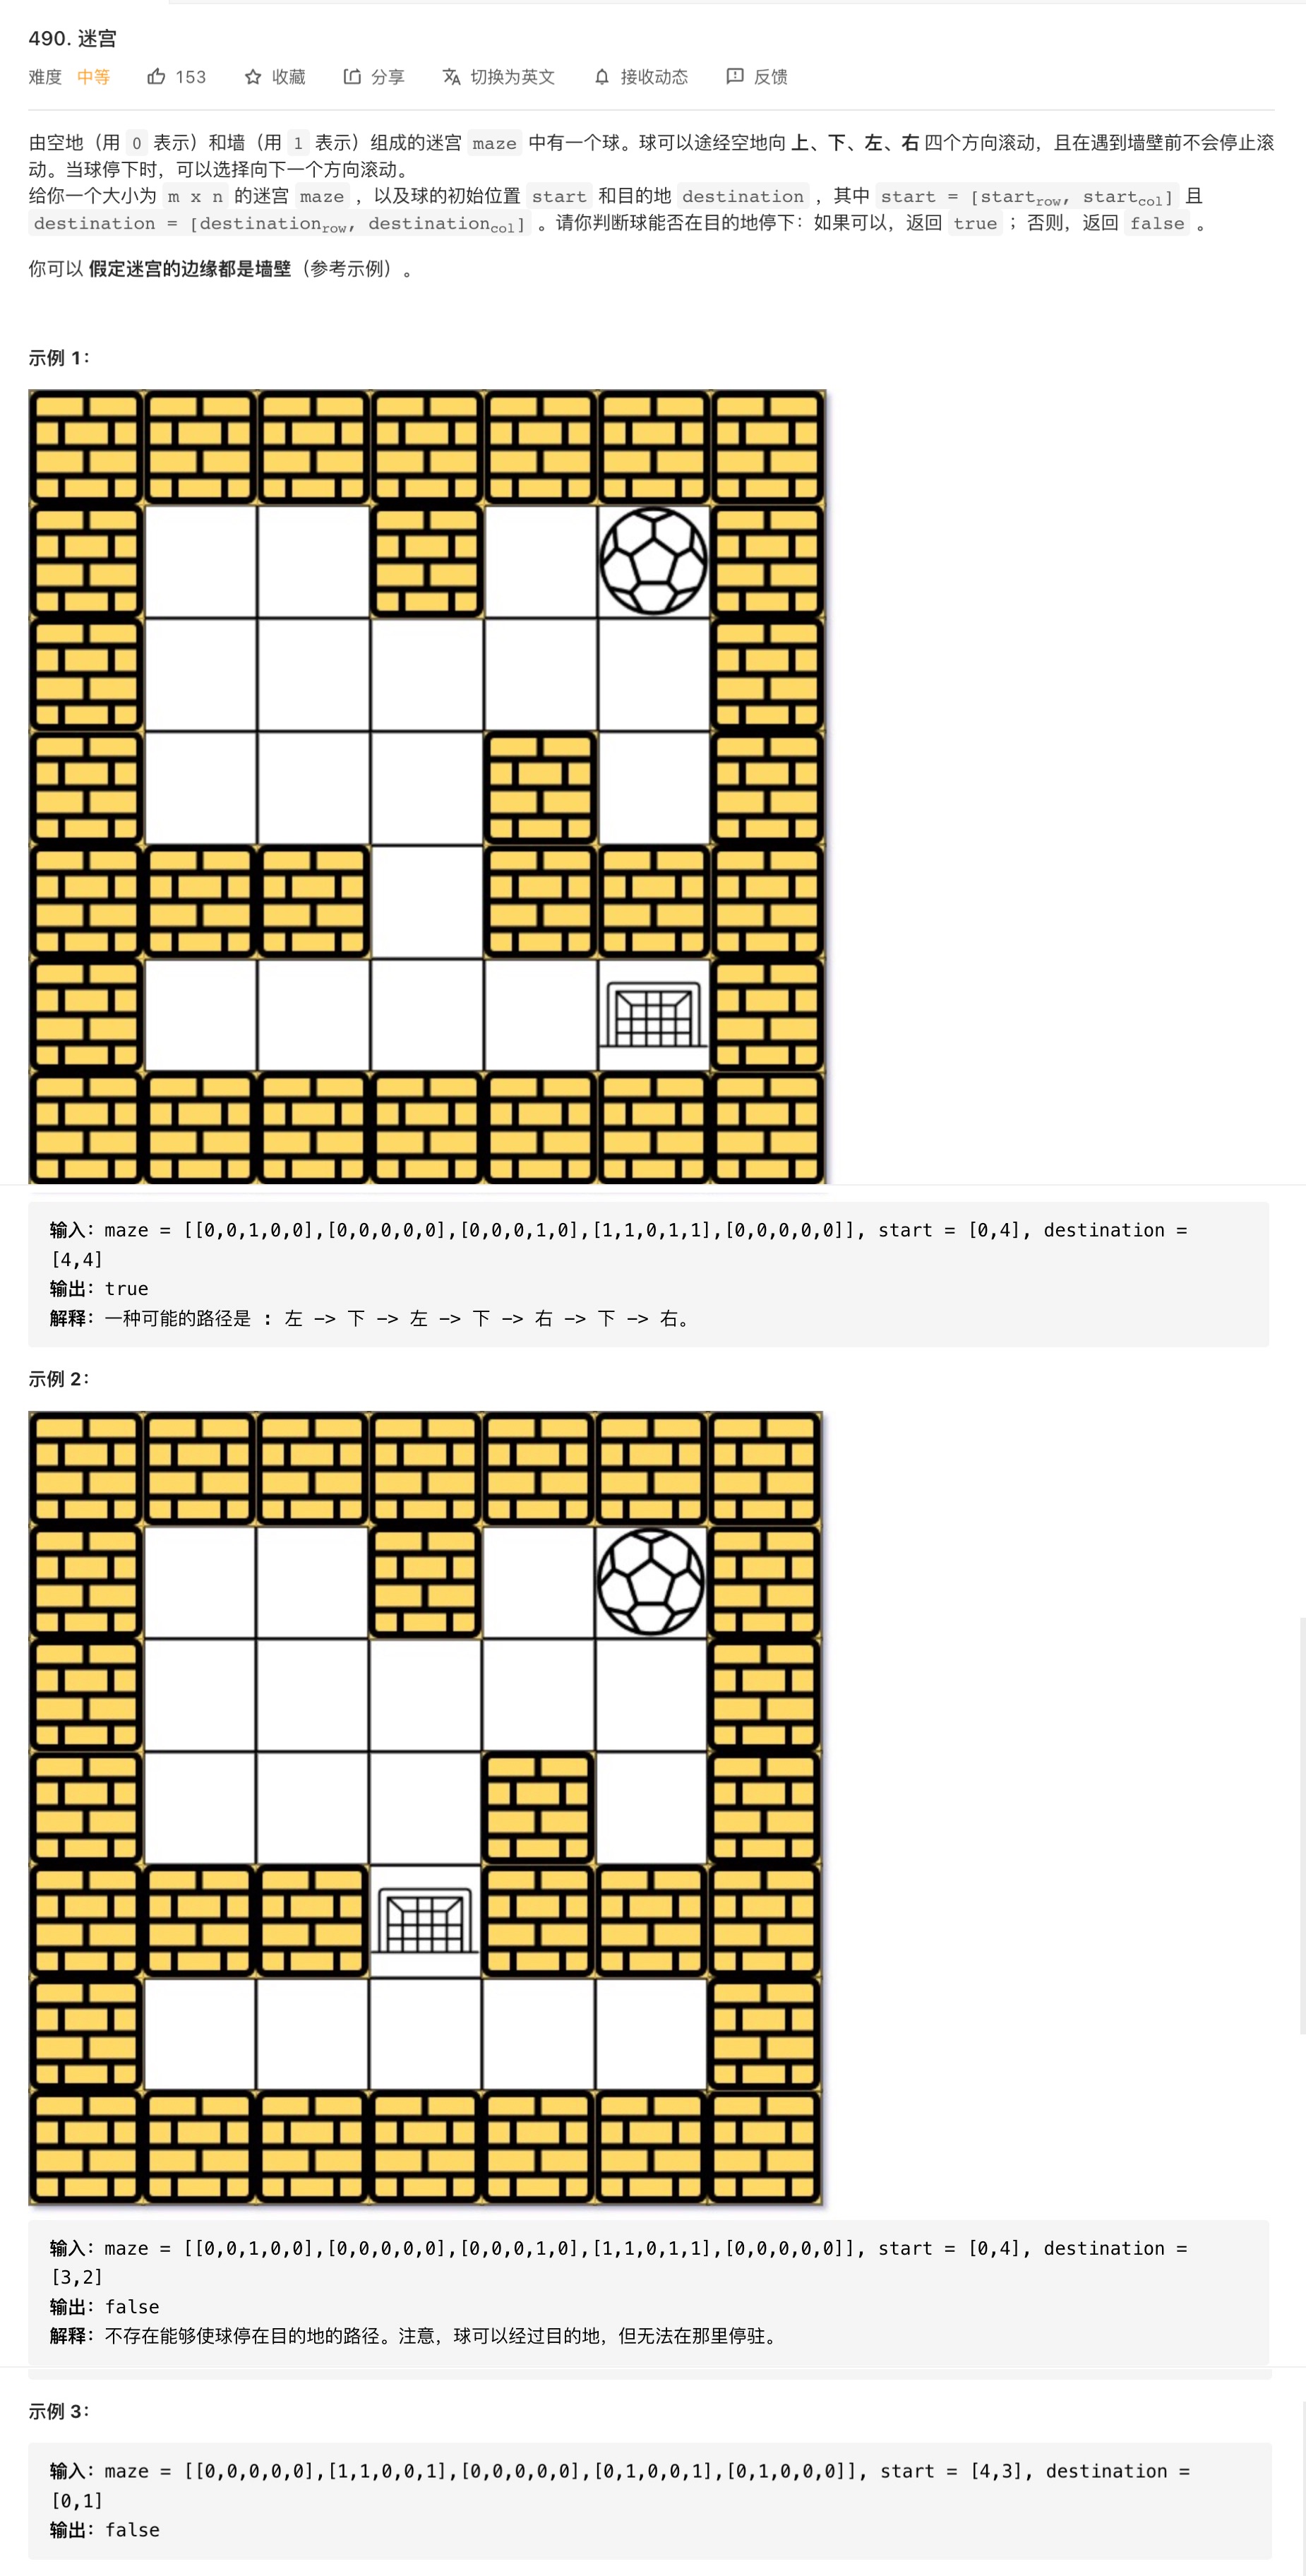 490. 迷宫
难度 中等 153 收藏 分享 切换为英文 接收动态 反馈
由空地（用 0 表示）和墙（用 1 表示）组成的迷宫 maze 中有一个球。球可以途经空地向 上、下、左、右 四个方向滚动，且在遇到墙壁前不会停止滚
动。当球停下时，可以选择向下一个方向滚动。
给你一个大小为 m x n 的迷宫 maze ，以及球的初始位置 start 和目的地 destination ，其中 start = [startrow, startcol] 且
destination = [destinationrow, destinationcol] 。请你判断球能否在目的地停下：如果可以，返回 true ；否则，返回 false 。
你可以 假定迷宫的边缘都是墙壁（参考示例）。
示例 1：
输入：maze = [[0,0,1,0,0],[0,0,0,0,0],[0,0,0,1,0],[1,1,0,1,1],[0,0,0,0,0]], start = [0,4], destination =
[4,4]
输出：true
解释：一种可能的路径是 : 左 -> 下 -> 左 -> 下 -> 右 -> 下 -> 右。
示例 2：
输入：maze = [[0,0,1,0,0],[0,0,0,0,0],[0,0,0,1,0],[1,1,0,1,1],[0,0,0,0,0]], start = [0,4], destination =
[3,2]
输出：false
解释：不存在能够使球停在目的地的路径。注意，球可以经过目的地，但无法在那里停驻。
示例 3：
输入：maze = [[0,0,0,0,0],[1,1,0,0,1],[0,0,0,0,0],[0,1,0,0,1],[0,1,0,0,0]], start = [4,3], destination =
[0,1]
输出：false